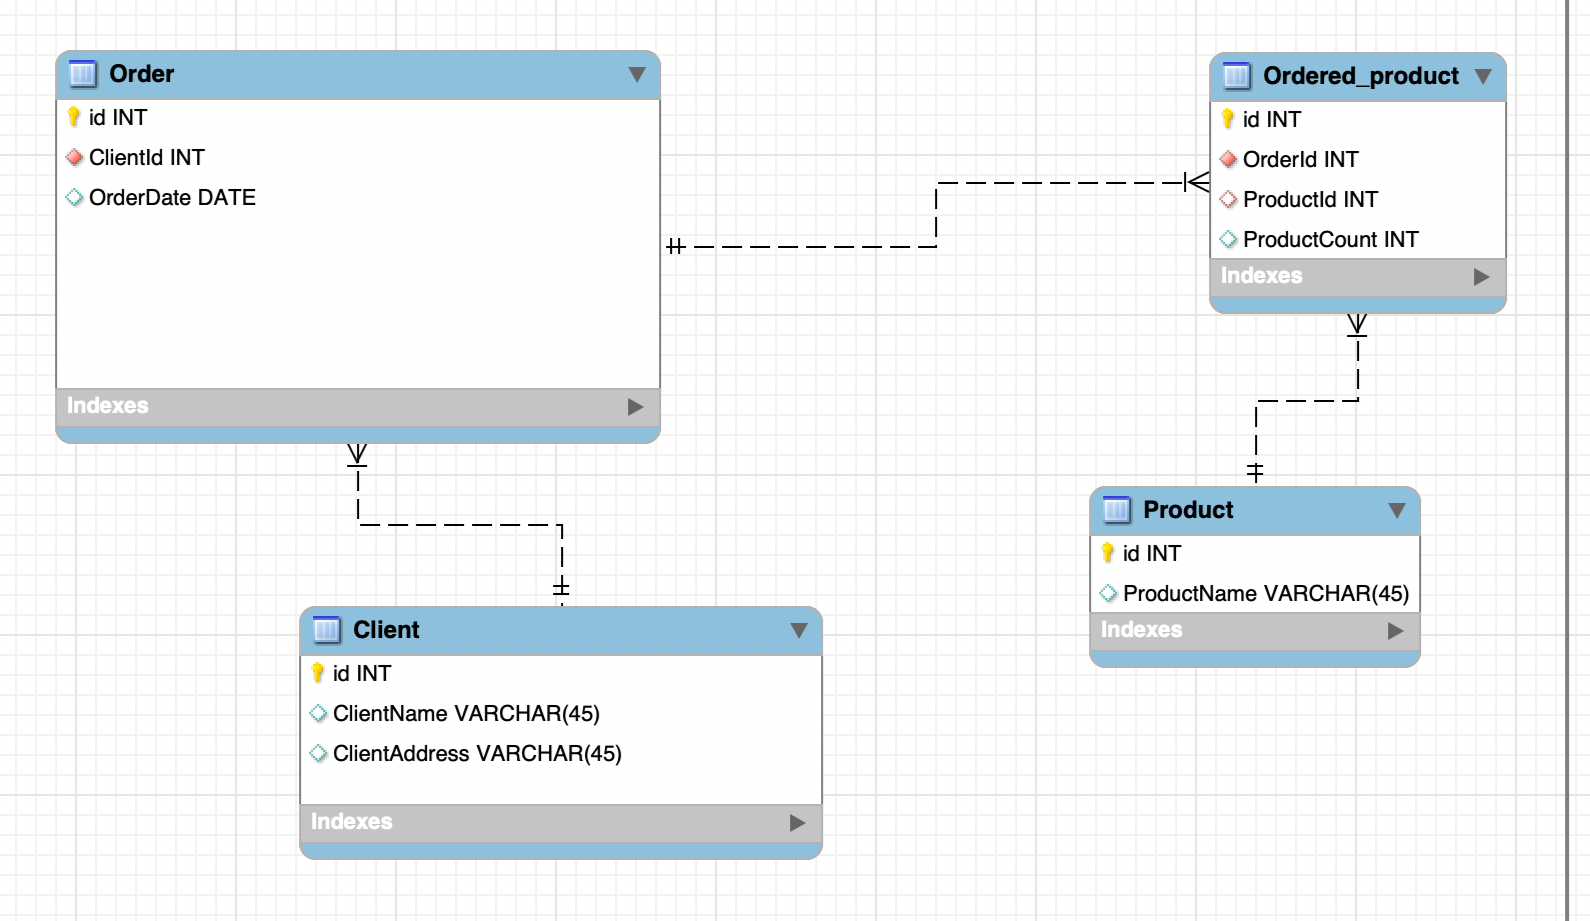 Order
id INT
ClientId INT
OrderDate DATE
Indexes
Ordered_product
id INT
OrderId INT
ProductId INT
ProductCount INT
Indexes
Client
id INT
ClientName VARCHAR(45)
ClientAddress VARCHAR(45)
Indexes
Product
id INT
ProductName VARCHAR(45)
Indexes